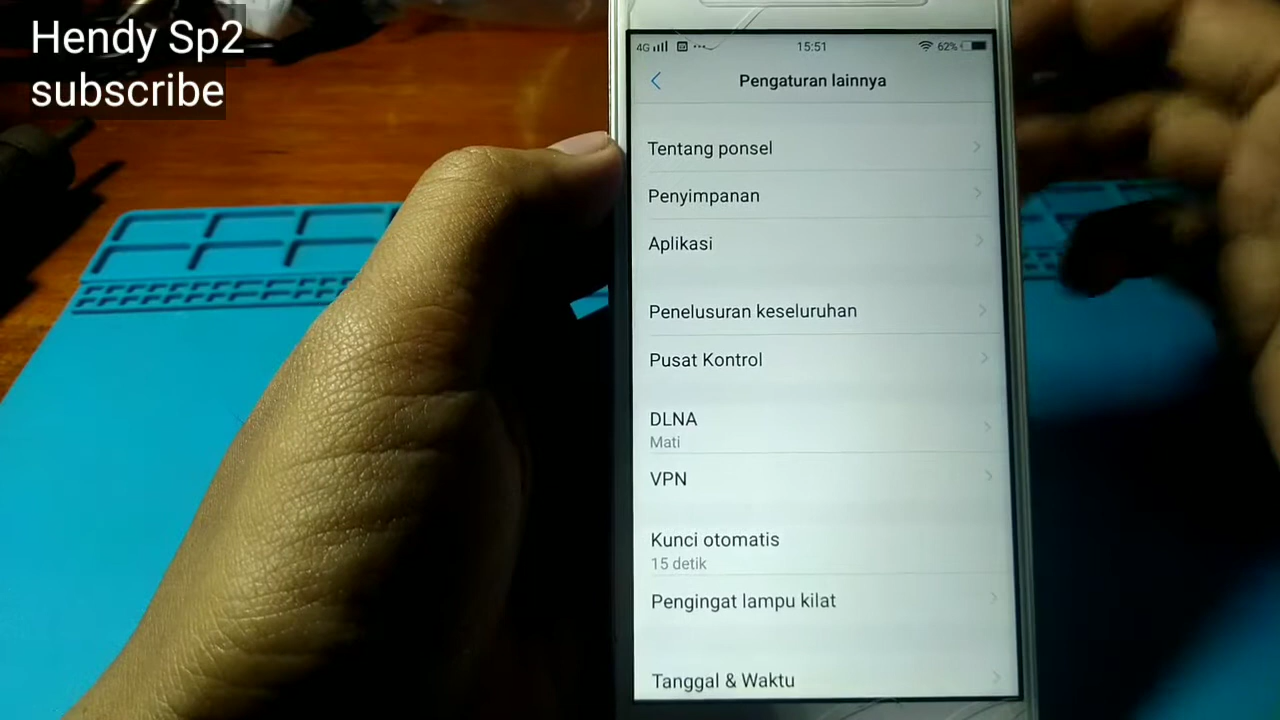 Hendy Sp2
subscribe
4G 15:51 62%
Pengaturan lainnya
Tentang ponsel
Penyimpanan
Aplikasi
Penelusuran keseluruhan
Pusat Kontrol
DLNA
Mati
VPN
Kunci otomatis
15 detik
Pengingat lampu kilat
Tanggal & Waktu